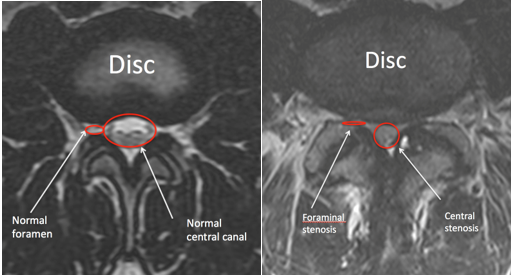 Disc
Normal
foramen
Normal
central canal
Disc
Foraminal
stenosis
Central
stenosis